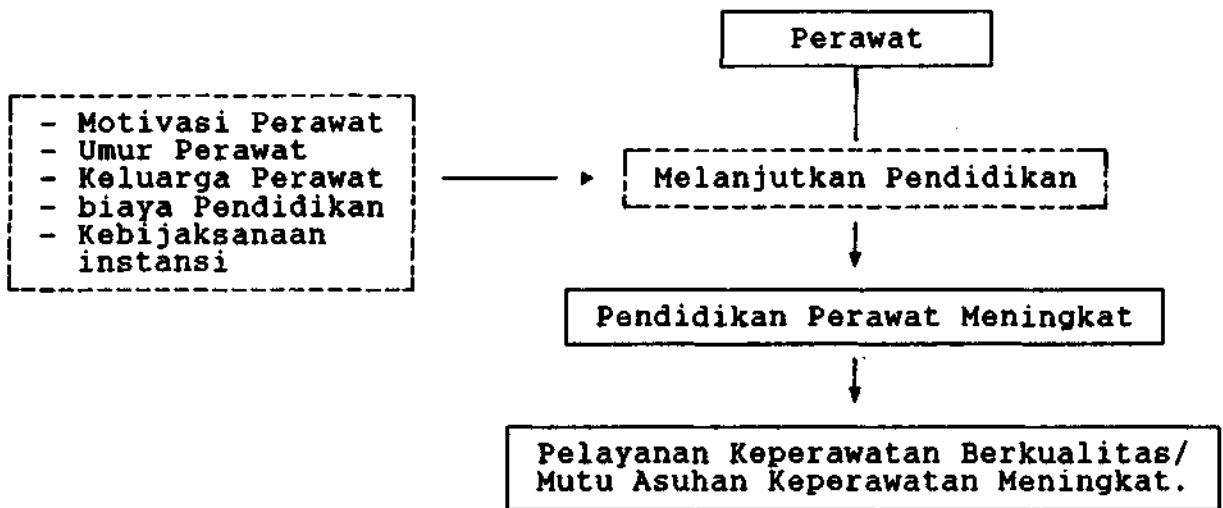 Perawat
- Motivasi Perawat
- Umur Perawat
- Keluarga Perawat
- biaya Pendidikan
- Kebijaksanaan
instansi
Melanjutkan Pendidikan
Pendidikan Perawat Meningkat
Pelayanan Keperawatan Berkualitas/
Mutu Asuhan Keperawatan Meningkat.